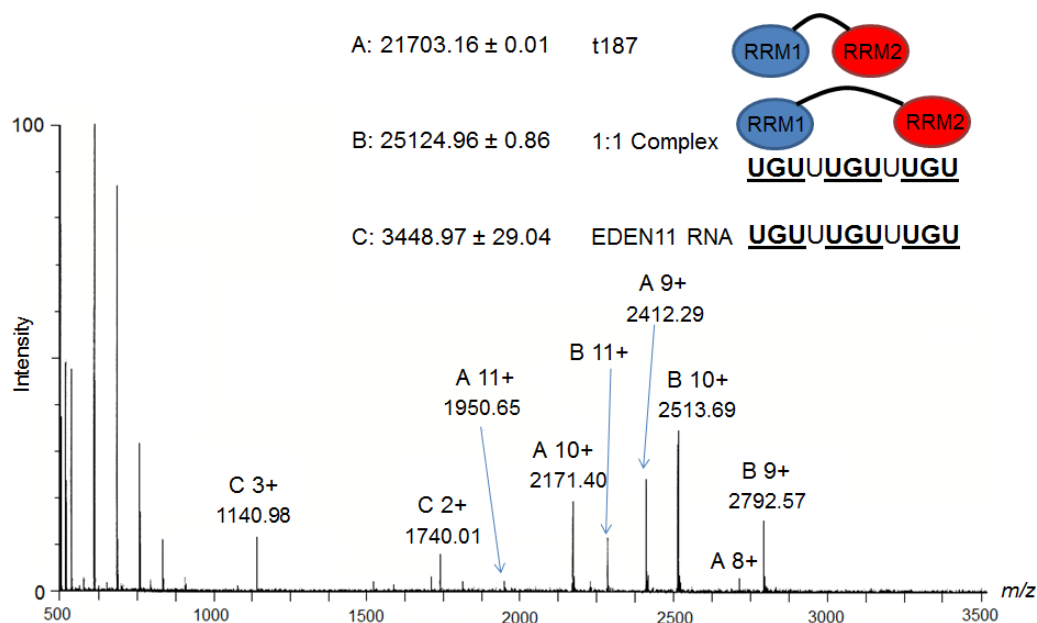 A: 21703.16 ± 0.01 t187
RRM1 RRM2
RRM1 RRM2
B: 25124.96 ± 0.86 1:1 Complex
UGUUUGUUUGU
C: 3448.97 ± 29.04 EDEN11 RNA UGUUUGUUUGU
100
Intensity
0
A 9+
2412.29
B 11+
A 11+
1950.65
B 10+
2513.69
A 10+
2171.40
B 9+
2792.57
C 3+
1140.98
C 2+
1740.01
A 8+
500 1000 1500 2000 2500 3000 3500
m/z